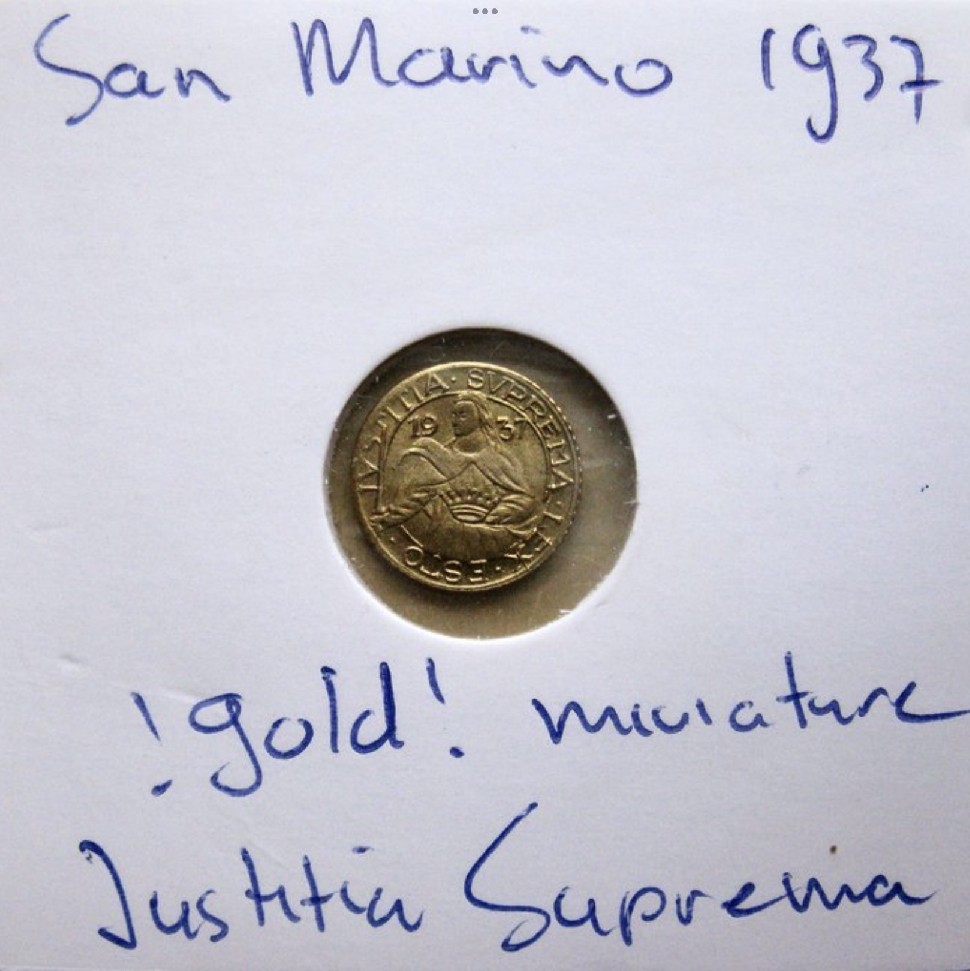 San Marino 1937
IVSTITIA · SVPREMA · LEX · ESTO ·
19 37
!gold! miniature
Justitia Suprema